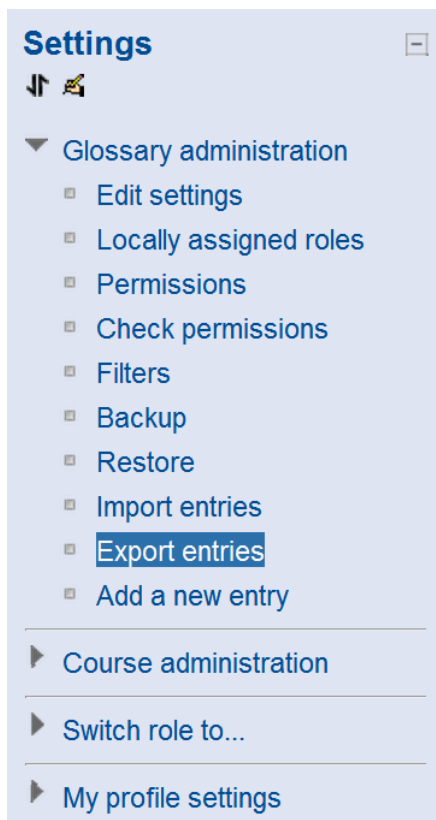 Settings
Glossary administration
Edit settings
Locally assigned roles
Permissions
Check permissions
Filters
Backup
Restore
Import entries
Export entries
Add a new entry
Course administration
Switch role to...
My profile settings